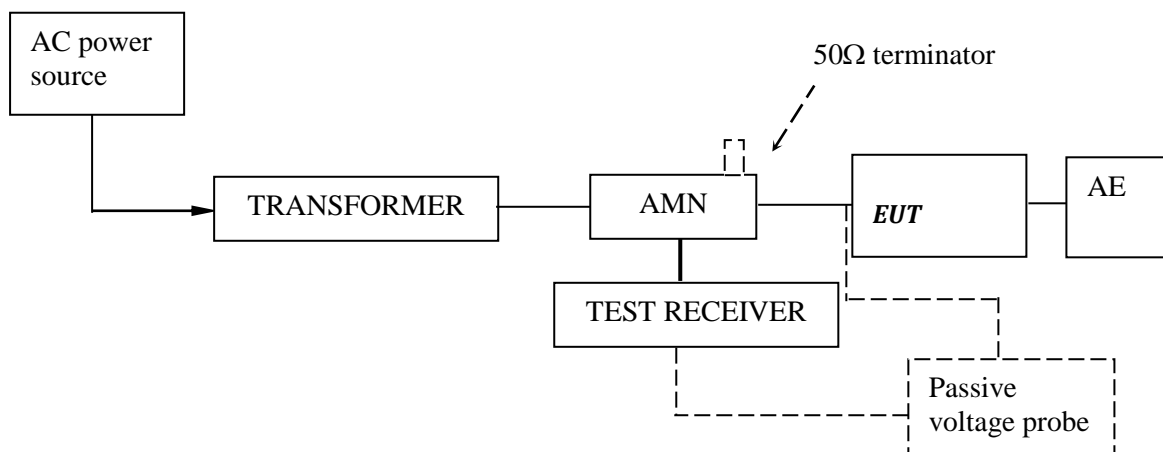 AC power
source
50Ω terminator
TRANSFORMER
AMN
EUT
AE
TEST RECEIVER
Passive
voltage probe